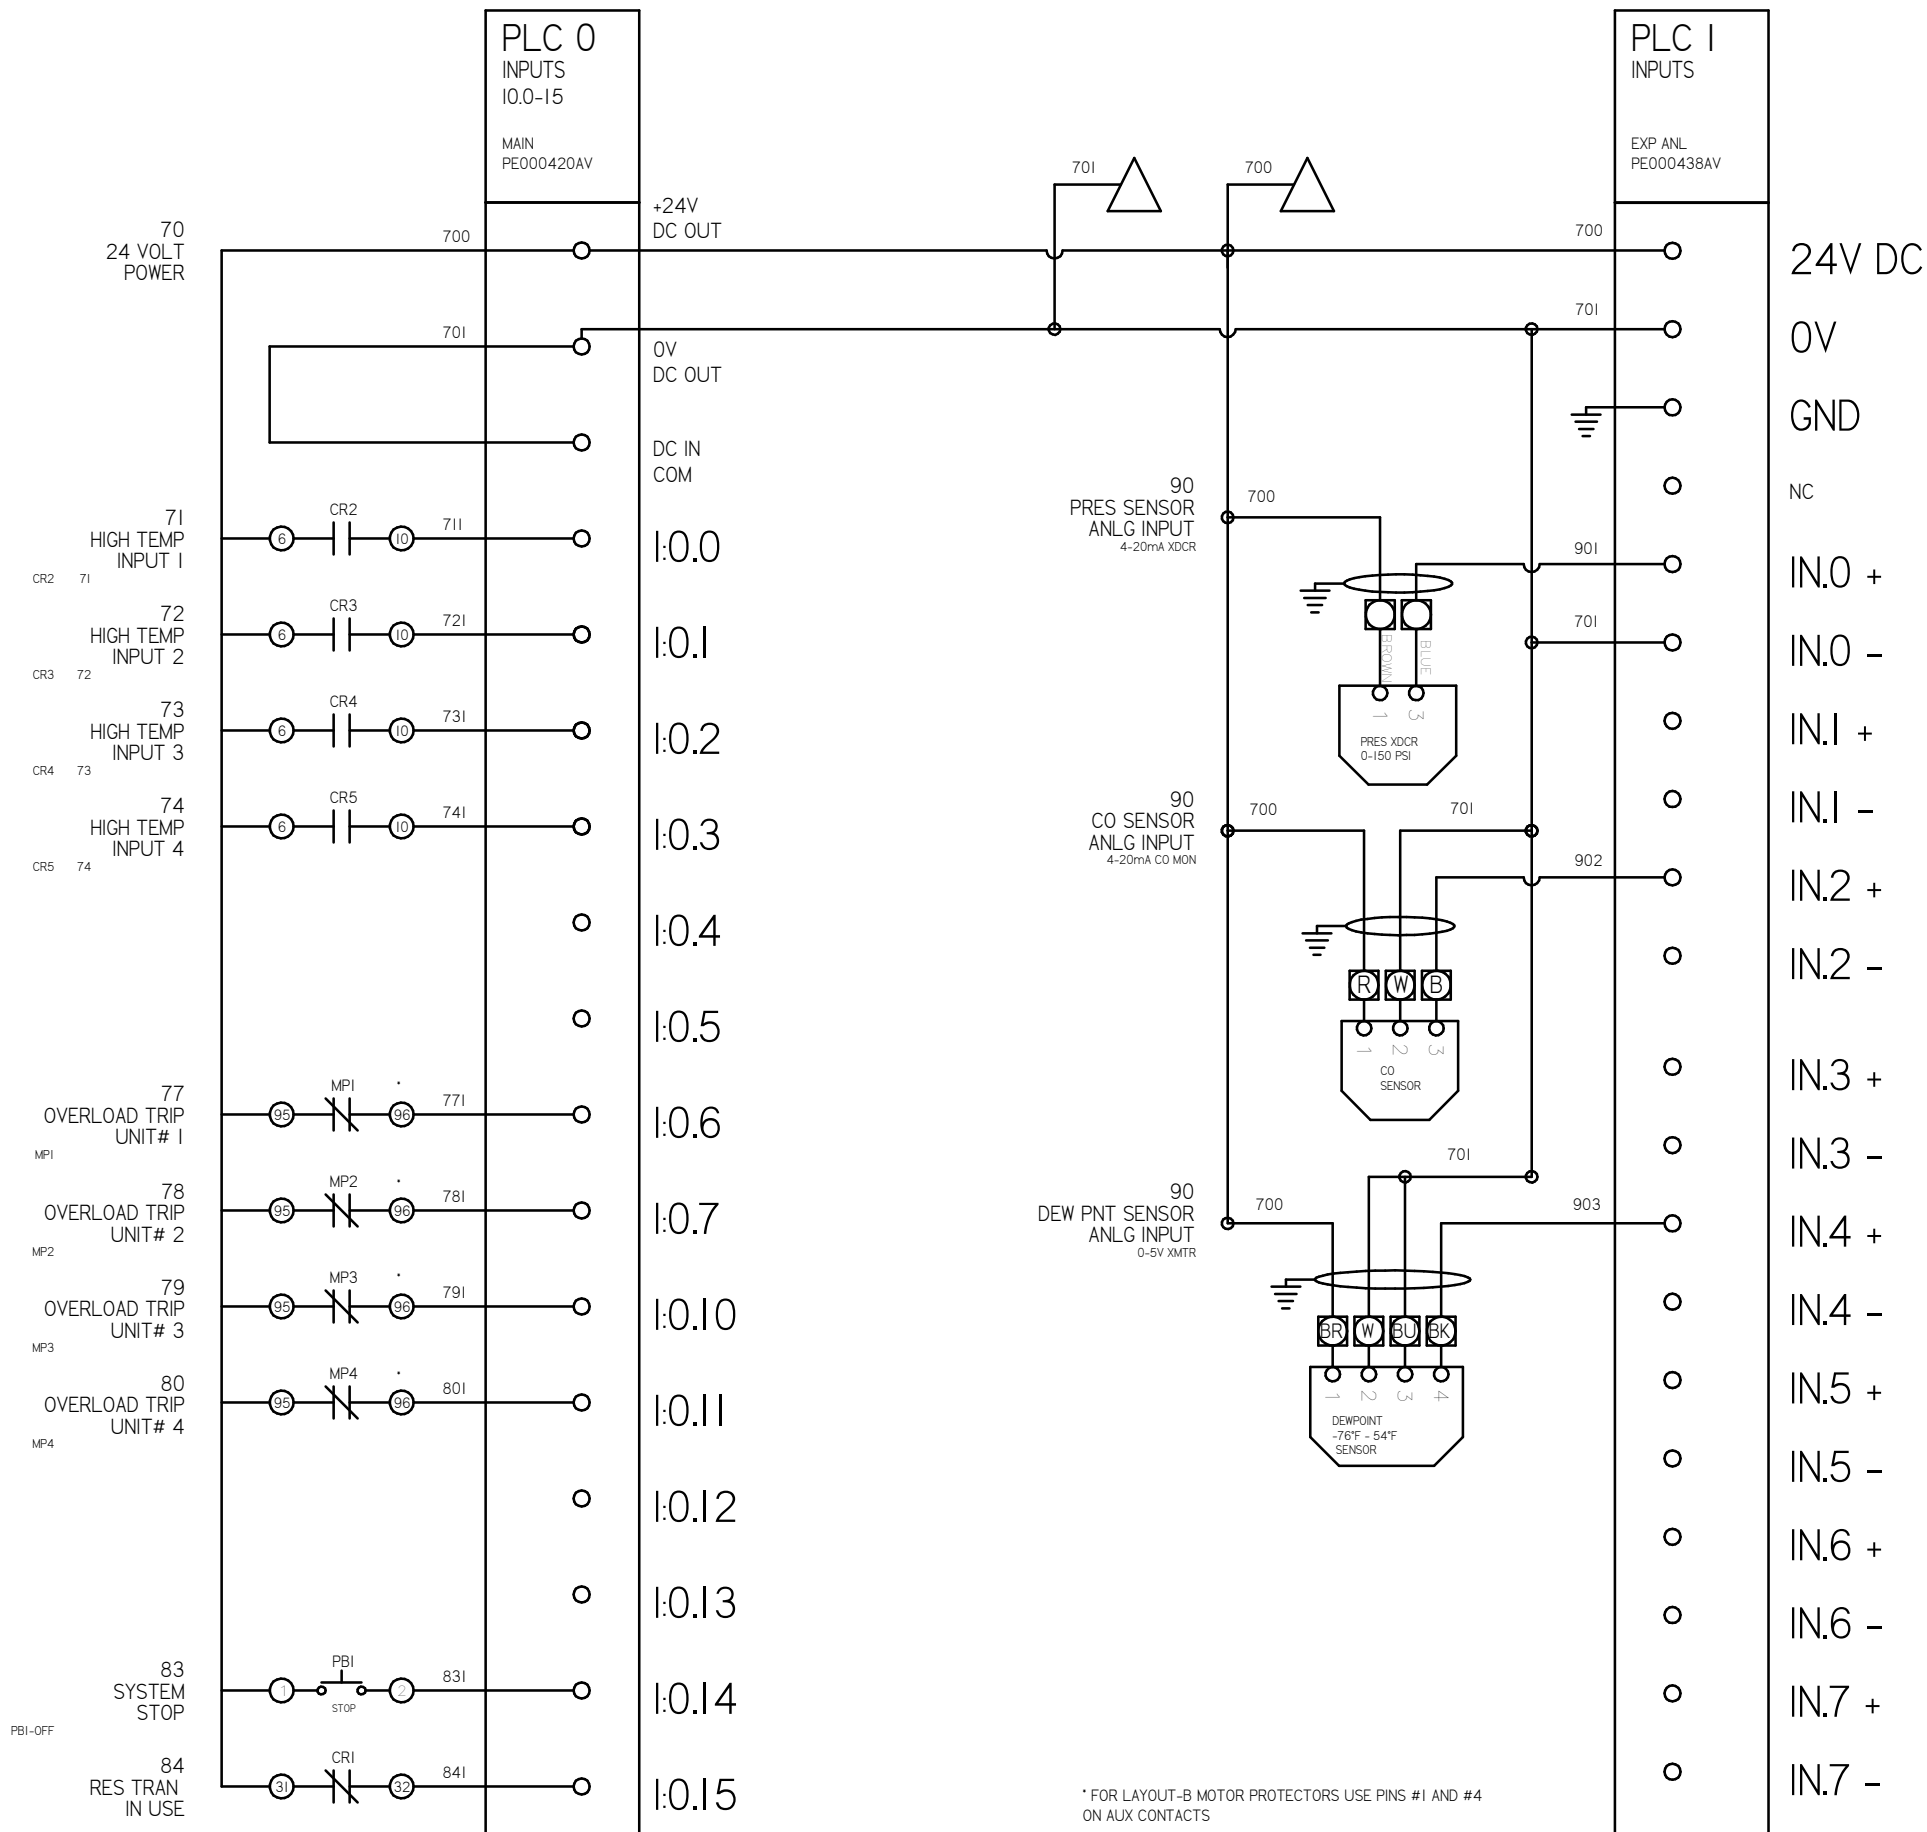 PLC 0
INPUTS
I0.0-15
MAIN
PE000420AV
70
24 VOLT
POWER
700
+24V
DC OUT
701
0V
DC OUT
DC IN
COM
71
HIGH TEMP
INPUT 1
CR2 71
6
CR2
10
711
I:0.0
72
HIGH TEMP
INPUT 2
CR3 72
6
CR3
10
721
I:0.1
73
HIGH TEMP
INPUT 3
CR4 73
6
CR4
10
731
I:0.2
74
HIGH TEMP
INPUT 4
CR5 74
6
CR5
10
741
I:0.3
I:0.4
I:0.5
77
OVERLOAD TRIP
UNIT# 1
MP1
95
MP1
96
771
I:0.6
78
OVERLOAD TRIP
UNIT# 2
MP2
95
MP2
96
781
I:0.7
79
OVERLOAD TRIP
UNIT# 3
MP3
95
MP3
96
791
I:0.10
80
OVERLOAD TRIP
UNIT# 4
MP4
95
MP4
96
801
I:0.11
I:0.12
I:0.13
83
SYSTEM
STOP
PB1-OFF
1
PB1
STOP
2
831
I:0.14
84
RES TRAN
IN USE
31
CR1
32
841
I:0.15
701
700
90
PRES SENSOR
ANLG INPUT
4-20mA XDCR
700
BROWN
BLUE
1 3
PRES XDCR
0-150 PSI
90
CO SENSOR
ANLG INPUT
4-20mA CO MON
700
701
R W B
1 2 3
CO
SENSOR
90
DEW PNT SENSOR
ANLG INPUT
0-5V XMTR
700
701
BR W BU BK
1 2 3 4
DEWPOINT
-76°F - 54°F
SENSOR
* FOR LAYOUT-B MOTOR PROTECTORS USE PINS #1 AND #4
ON AUX CONTACTS
PLC 1
INPUTS
EXP ANL
PE000438AV
700
24V DC
701
0V
GND
NC
901
IN.0 +
701
IN.0 -
IN.1 +
IN.1 -
902
IN.2 +
IN.2 -
IN.3 +
IN.3 -
903
IN.4 +
IN.4 -
IN.5 +
IN.5 -
IN.6 +
IN.6 -
IN.7 +
IN.7 -